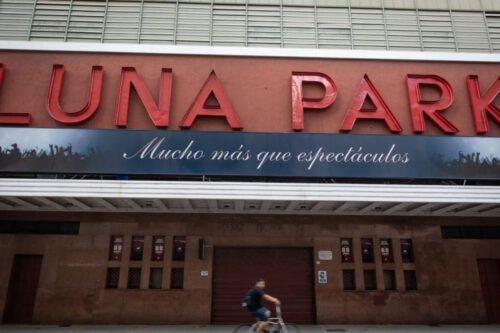 LUNA PARK
Mucho más que espectáculos